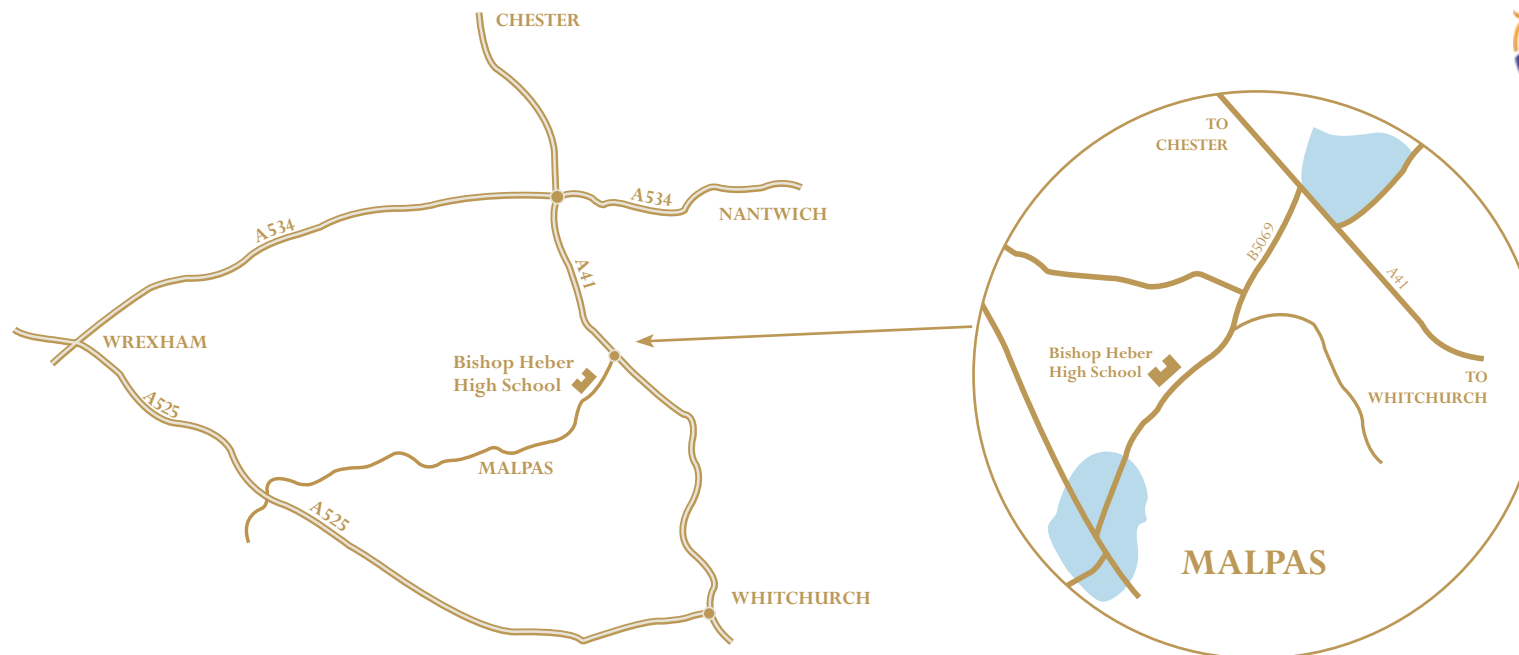 CHESTER
A534
NANTWICH
A534
A41
WREXHAM
Bishop Heber
High School
A525
MALPAS
A525
WHITCHURCH
TO
CHESTER
B5069
A41
Bishop Heber
High School
TO
WHITCHURCH
MALPAS